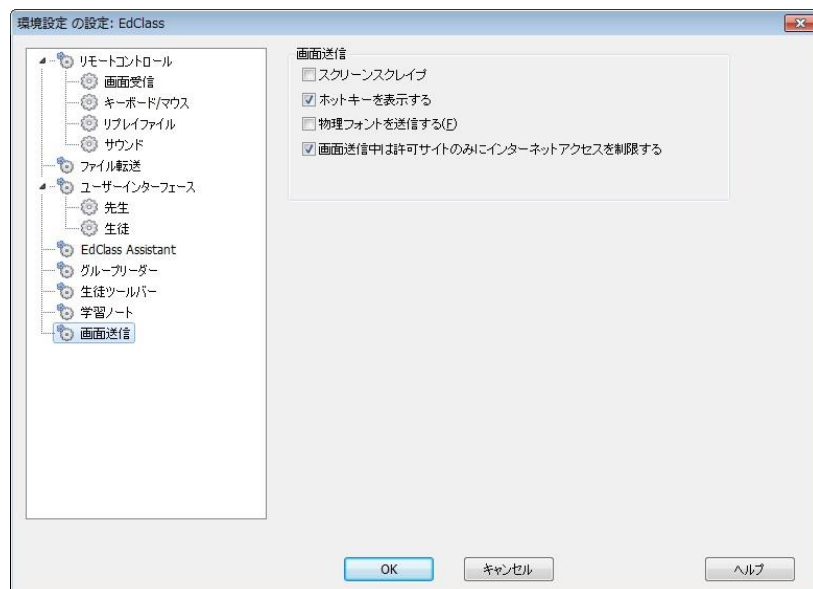 環境設定 の設定: EdClass
リモートコントロール
画面受信
キーボード/マウス
リプレイファイル
サウンド
ファイル転送
ユーザーインターフェース
先生
生徒
EdClass Assistant
グループリーダー
生徒ツールバー
学習ノート
画面送信
画面送信
スクリーンスクレイプ
ホットキーを表示する
物理フォントを送信する(F)
画面送信中は許可サイトのみにインターネットアクセスを制限する
OK
キャンセル
ヘルプ